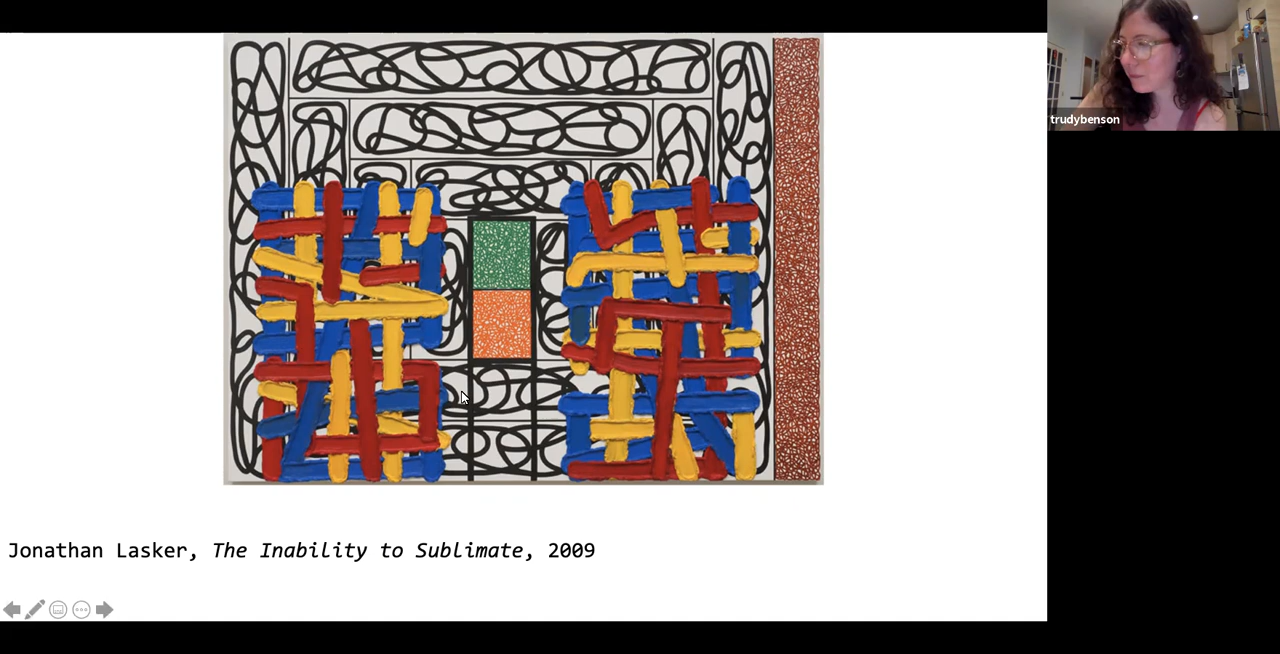 trudybenson
Jonathan Lasker, The Inability to Sublimate, 2009